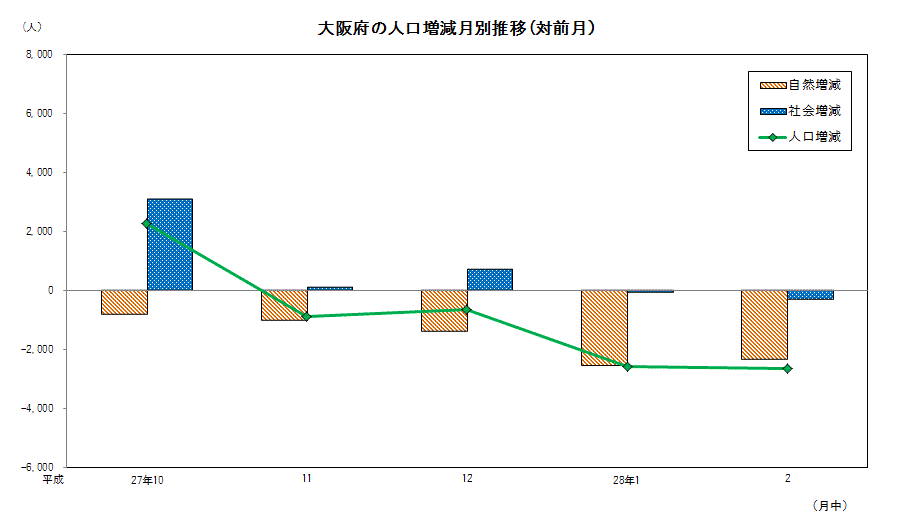 大阪府の人口増減月別推移(対前月)
(人)
8,000
6,000
4,000
2,000
0
-2,000
-4,000
-6,000
自然増減
社会増減
人口増減
平成 27年10 11 12 28年1 2
(月中)